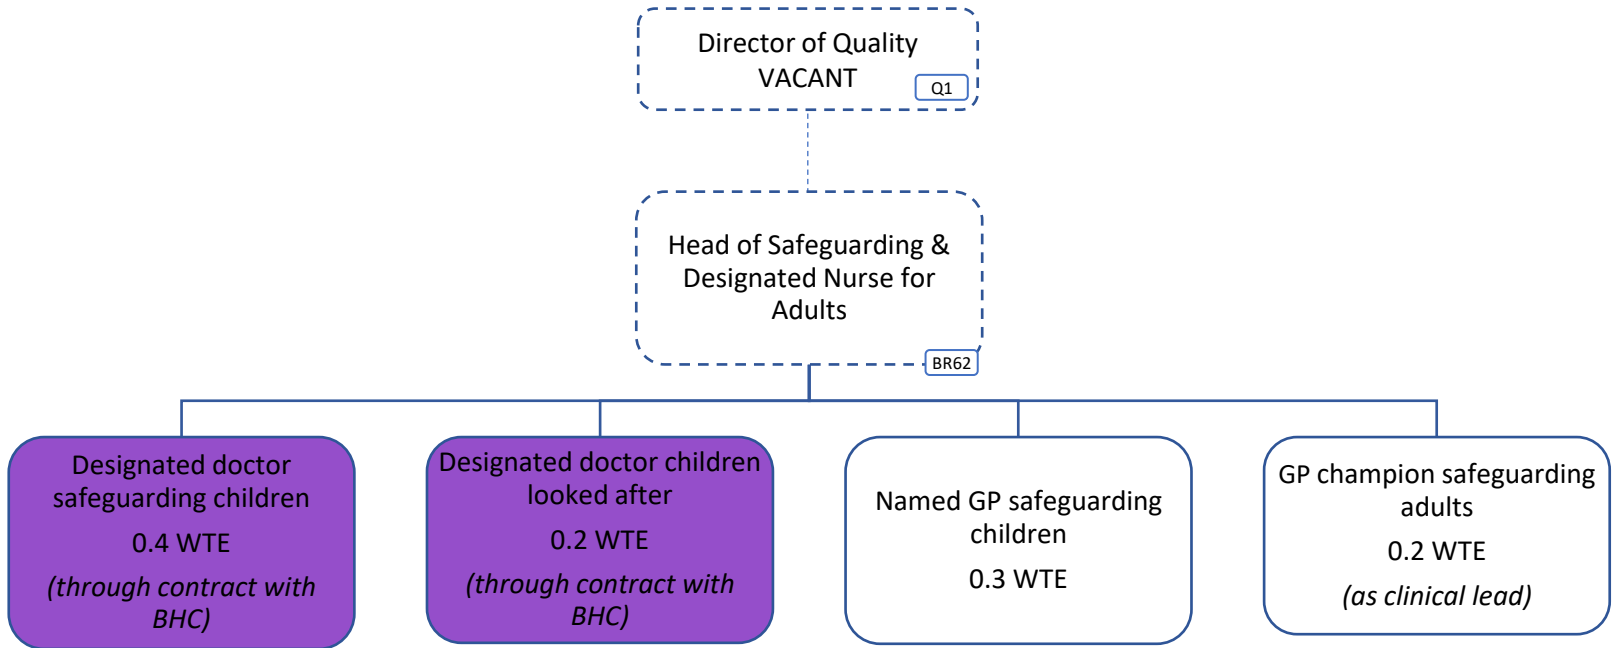 Director of Quality
VACANT
Q1
Head of Safeguarding &
Designated Nurse for
Adults
BR62
Designated doctor
safeguarding children
0.4 WTE
(through contract with
BHC)
Designated doctor children
looked after
0.2 WTE
(through contract with
BHC)
Named GP safeguarding
children
0.3 WTE
GP champion safeguarding
adults
0.2 WTE
(as clinical lead)